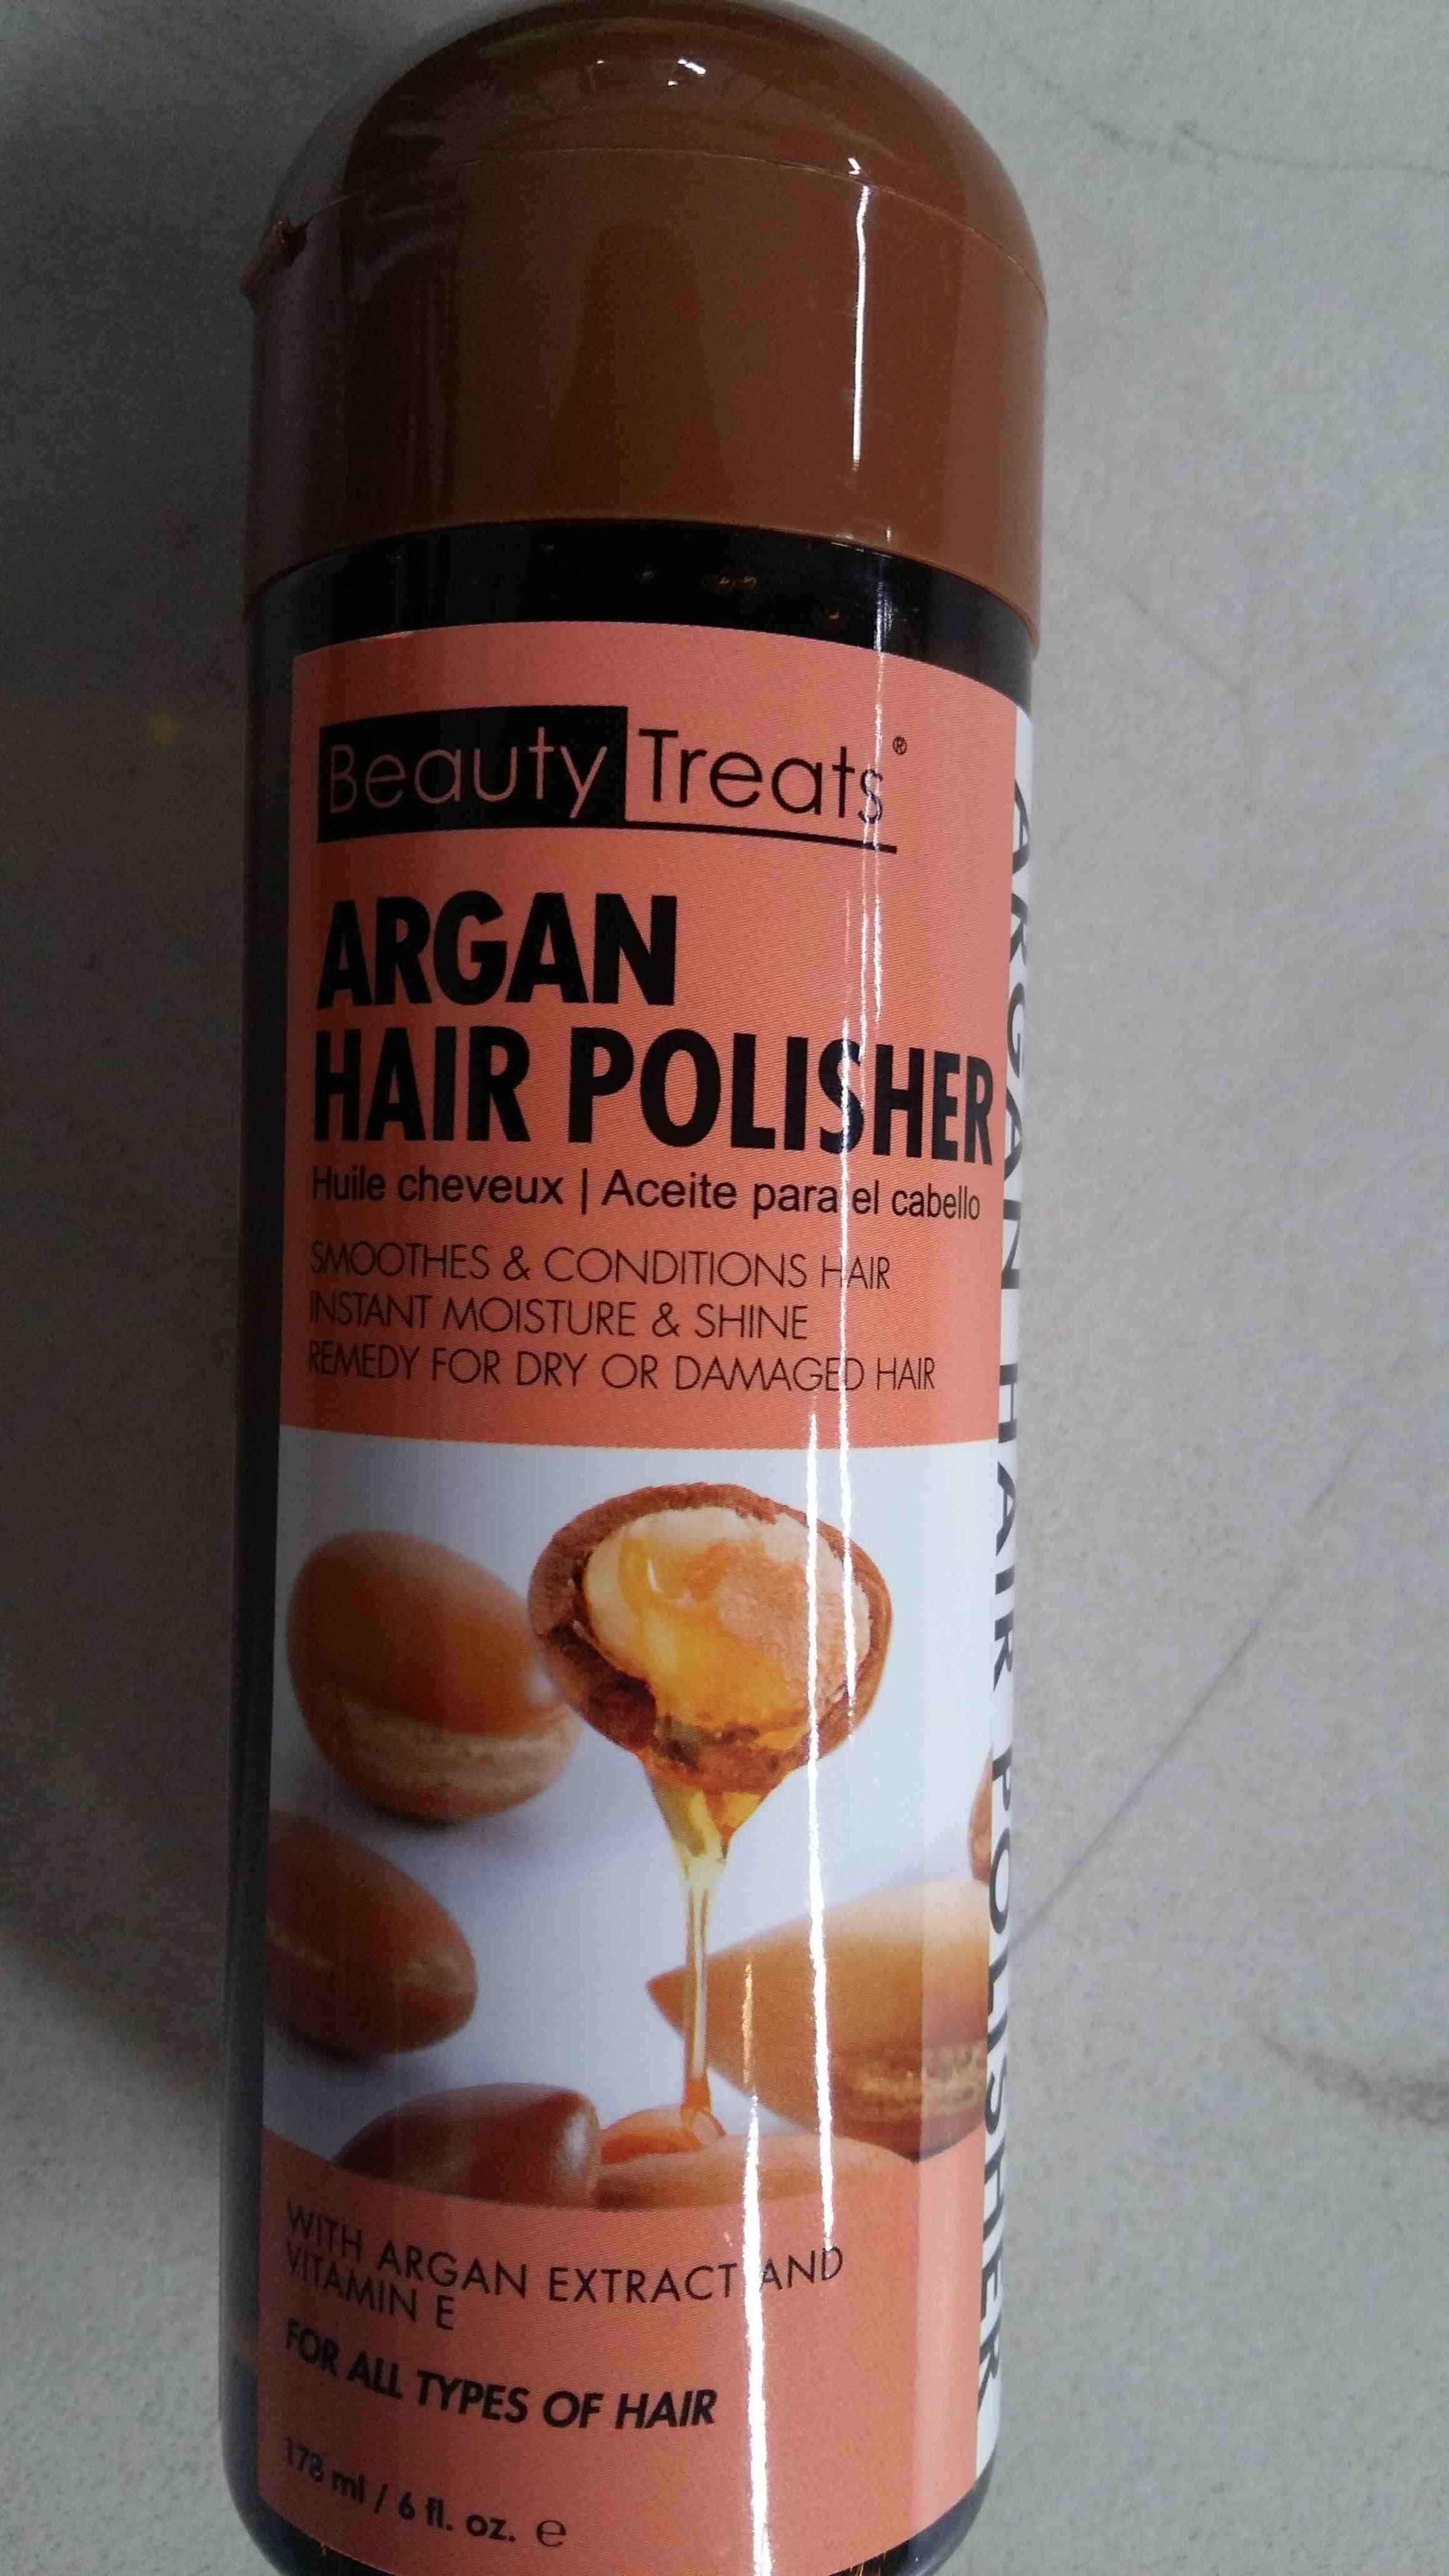 Beauty Treats®
ARGAN
HAIR POLISHER
Huile cheveux | Aceite para el cabello
SMOOTHES & CONDITIONS HAIR
INSTANT MOISTURE & SHINE
REMEDY FOR DRY OR DAMAGED HAIR
WITH ARGAN EXTRACT AND
VITAMIN E
FOR ALL TYPES OF HAIR
178 ml / 6 fl. oz. ℮
ARGAN HAIR POLISHER